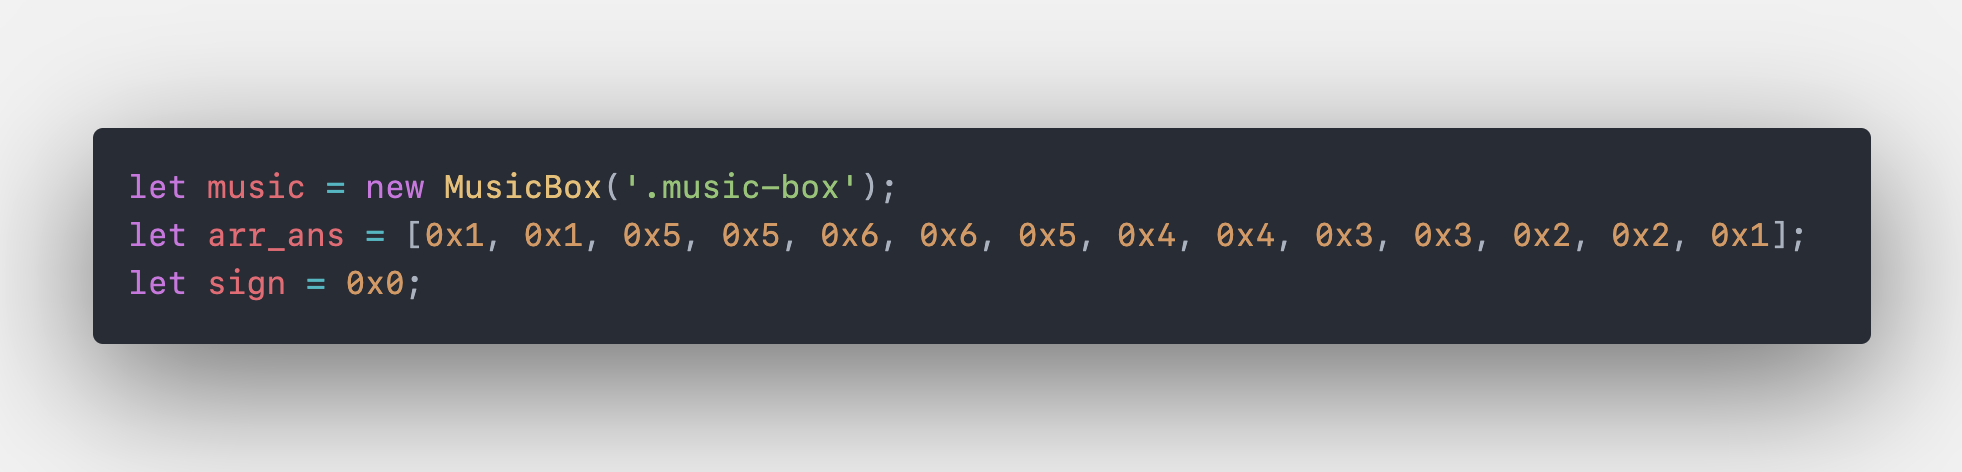 let music = new MusicBox('.music-box');
let arr_ans = [0x1, 0x1, 0x5, 0x5, 0x6, 0x6, 0x5, 0x4, 0x4, 0x3, 0x3, 0x2, 0x2, 0x1];
let sign = 0x0;